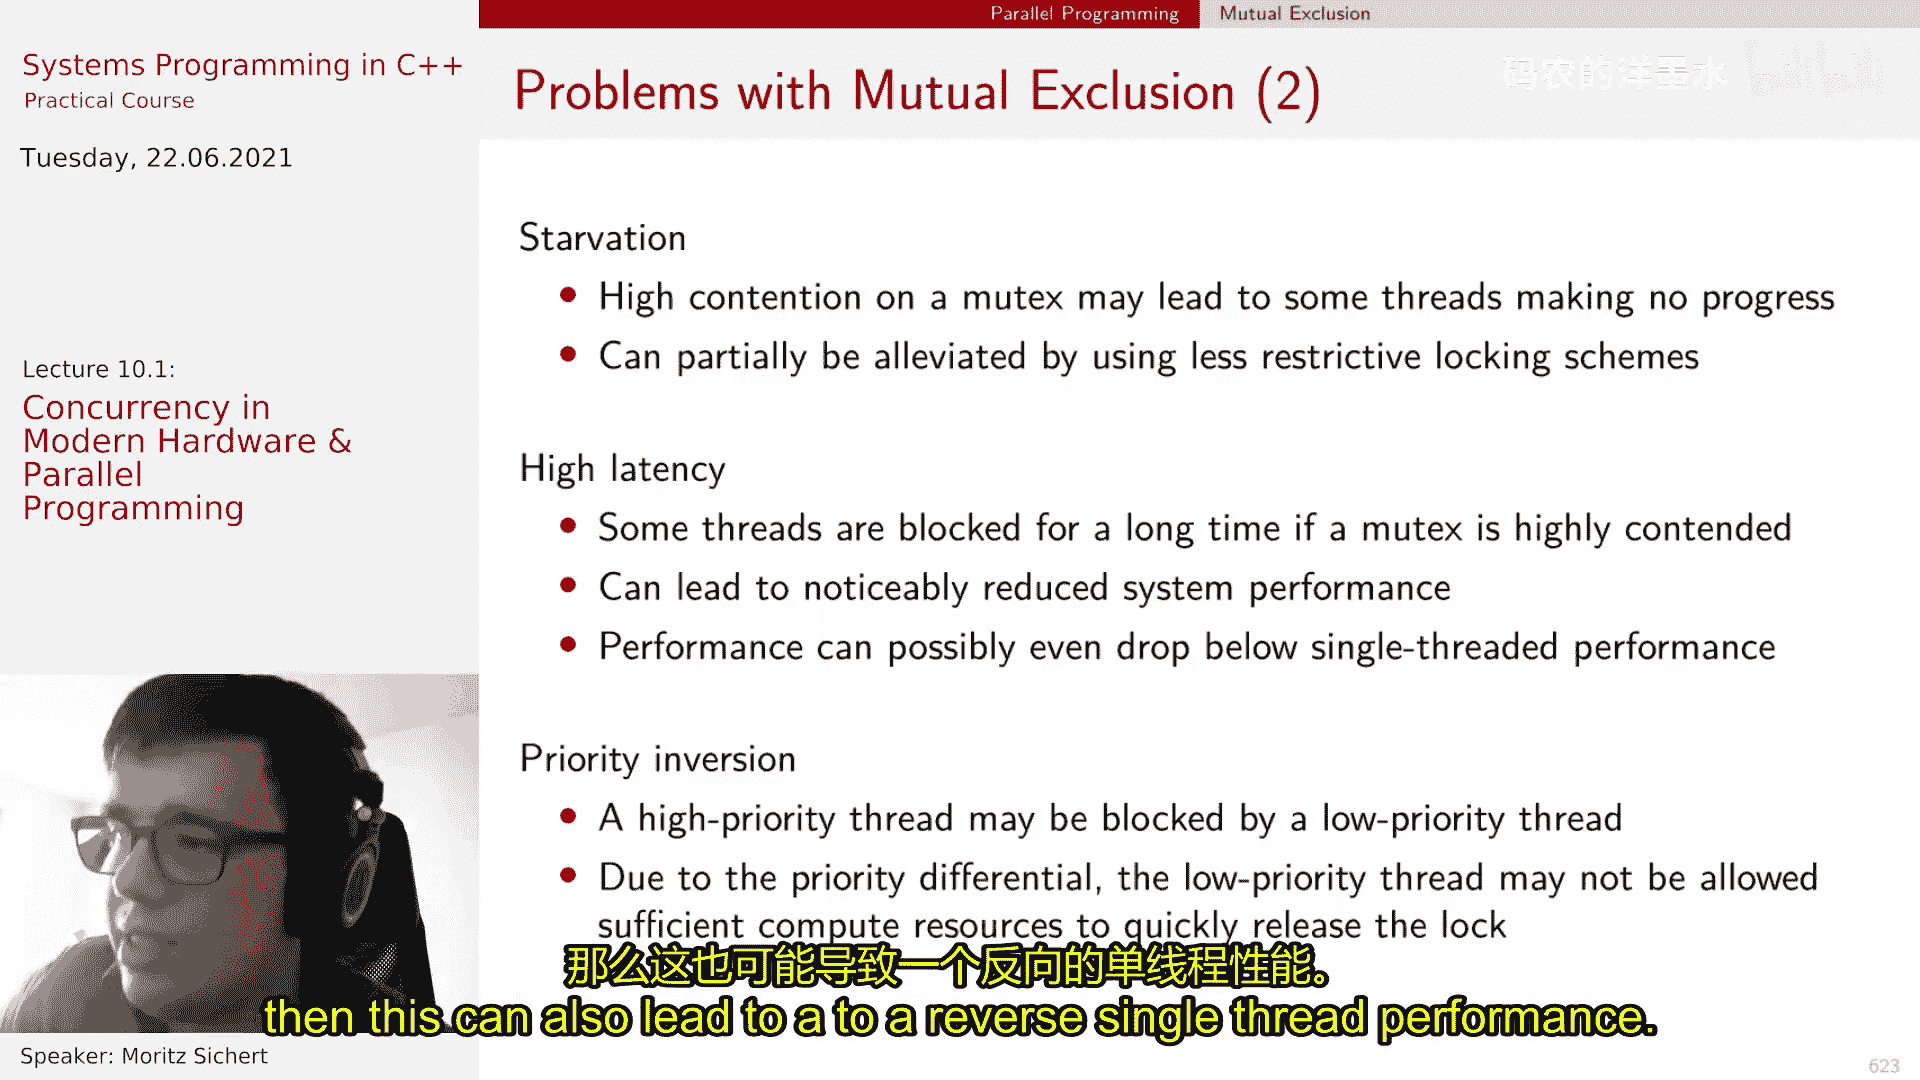 Parallel Programming
Mutual Exclusion
Systems Programming in C++
Practical Course
Tuesday, 22.06.2021
Lecture 10.1:
Concurrency in
Modern Hardware &
Parallel
Programming
Speaker: Moritz Sichert
Problems with Mutual Exclusion (2)
码农的洋墨水 bilibili
Starvation
• High contention on a mutex may lead to some threads making no progress
• Can partially be alleviated by using less restrictive locking schemes
High latency
• Some threads are blocked for a long time if a mutex is highly contended
• Can lead to noticeably reduced system performance
• Performance can possibly even drop below single-threaded performance
Priority inversion
• A high-priority thread may be blocked by a low-priority thread
• Due to the priority differential, the low-priority thread may not be allowed
sufficient compute resources to quickly release the lock
那么这也可能导致一个反向的单线程性能。
then this can also lead to a to a reverse single thread performance.
623